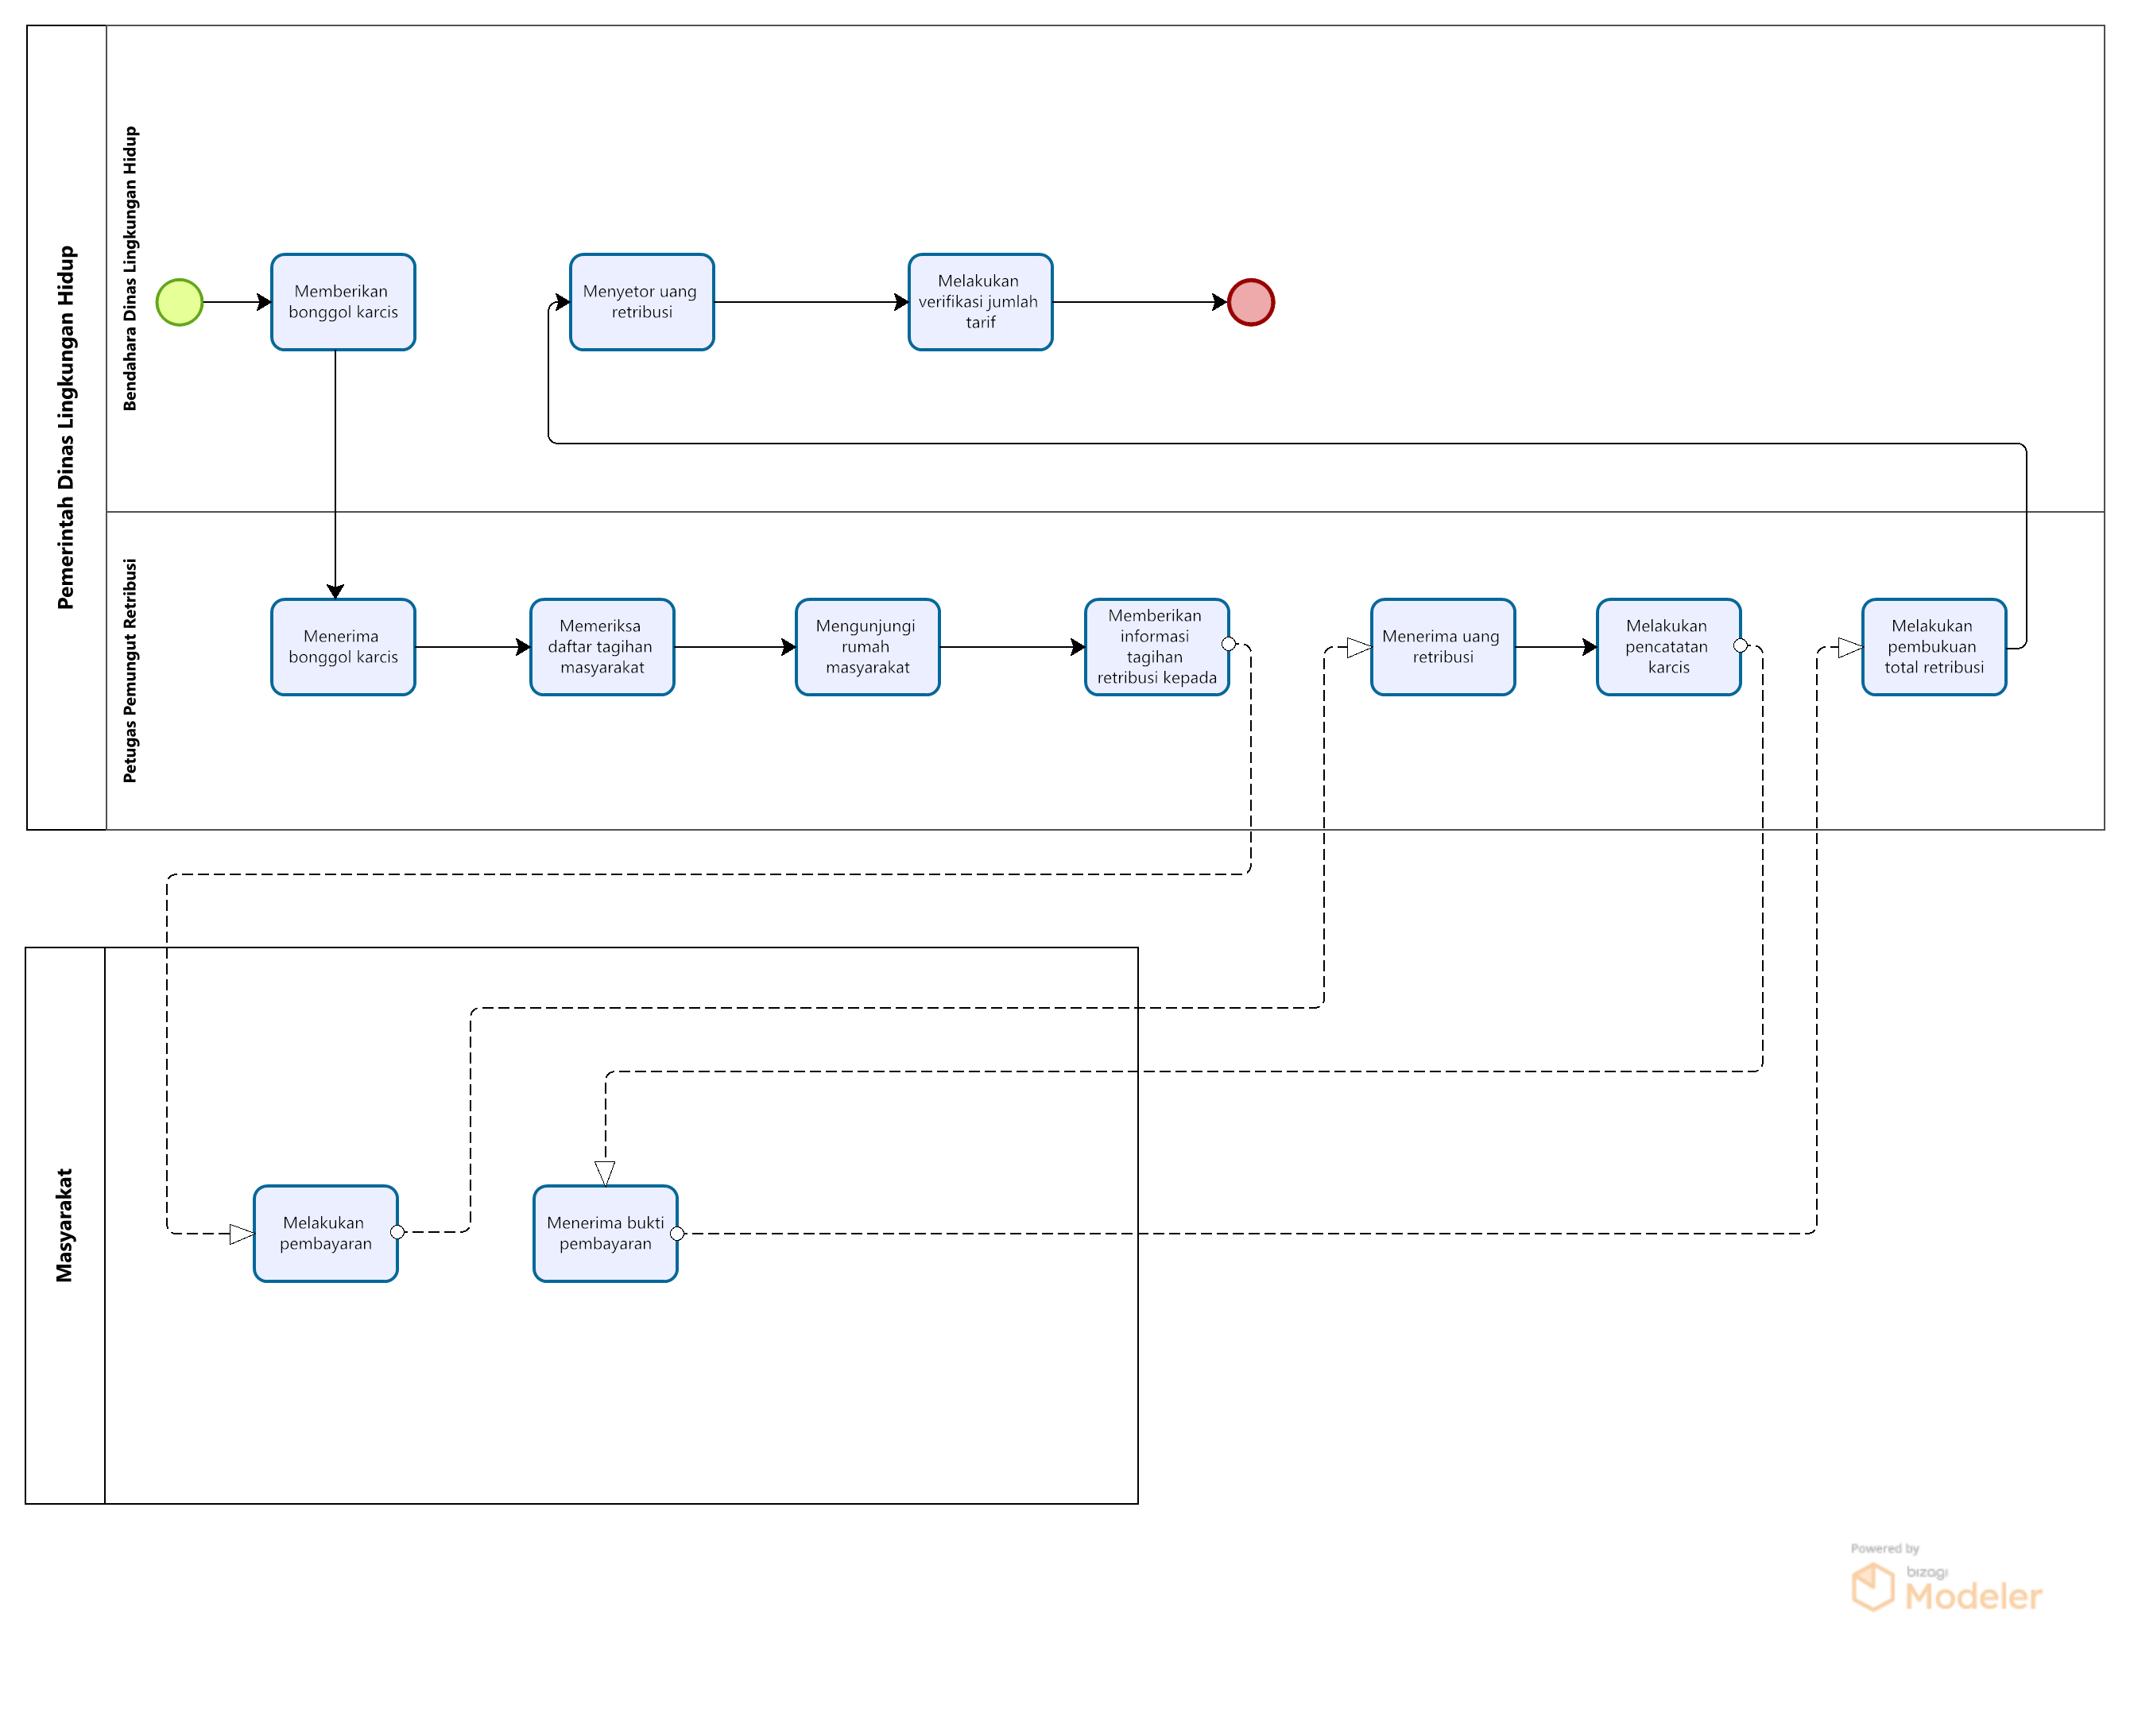 Pemerintah Dinas Lingkungan Hidup
Bendahara Dinas Lingkungan Hidup
Memberikan
bonggol karcis
Menyetor uang
retribusi
Melakukan
verifikasi jumlah
tarif
Petugas Pemungut Retribusi
Menerima
bonggol karcis
Memeriksa
daftar tagihan
masyarakat
Mengunjungi
rumah
masyarakat
Memberikan
informasi
tagihan
retribusi kepada
Menerima uang
retribusi
Melakukan
pencatatan
karcis
Melakukan
pembukuan
total retribusi
Masyarakat
Melakukan
pembayaran
Menerima bukti
pembayaran
Powered by
bizagi
Modeler